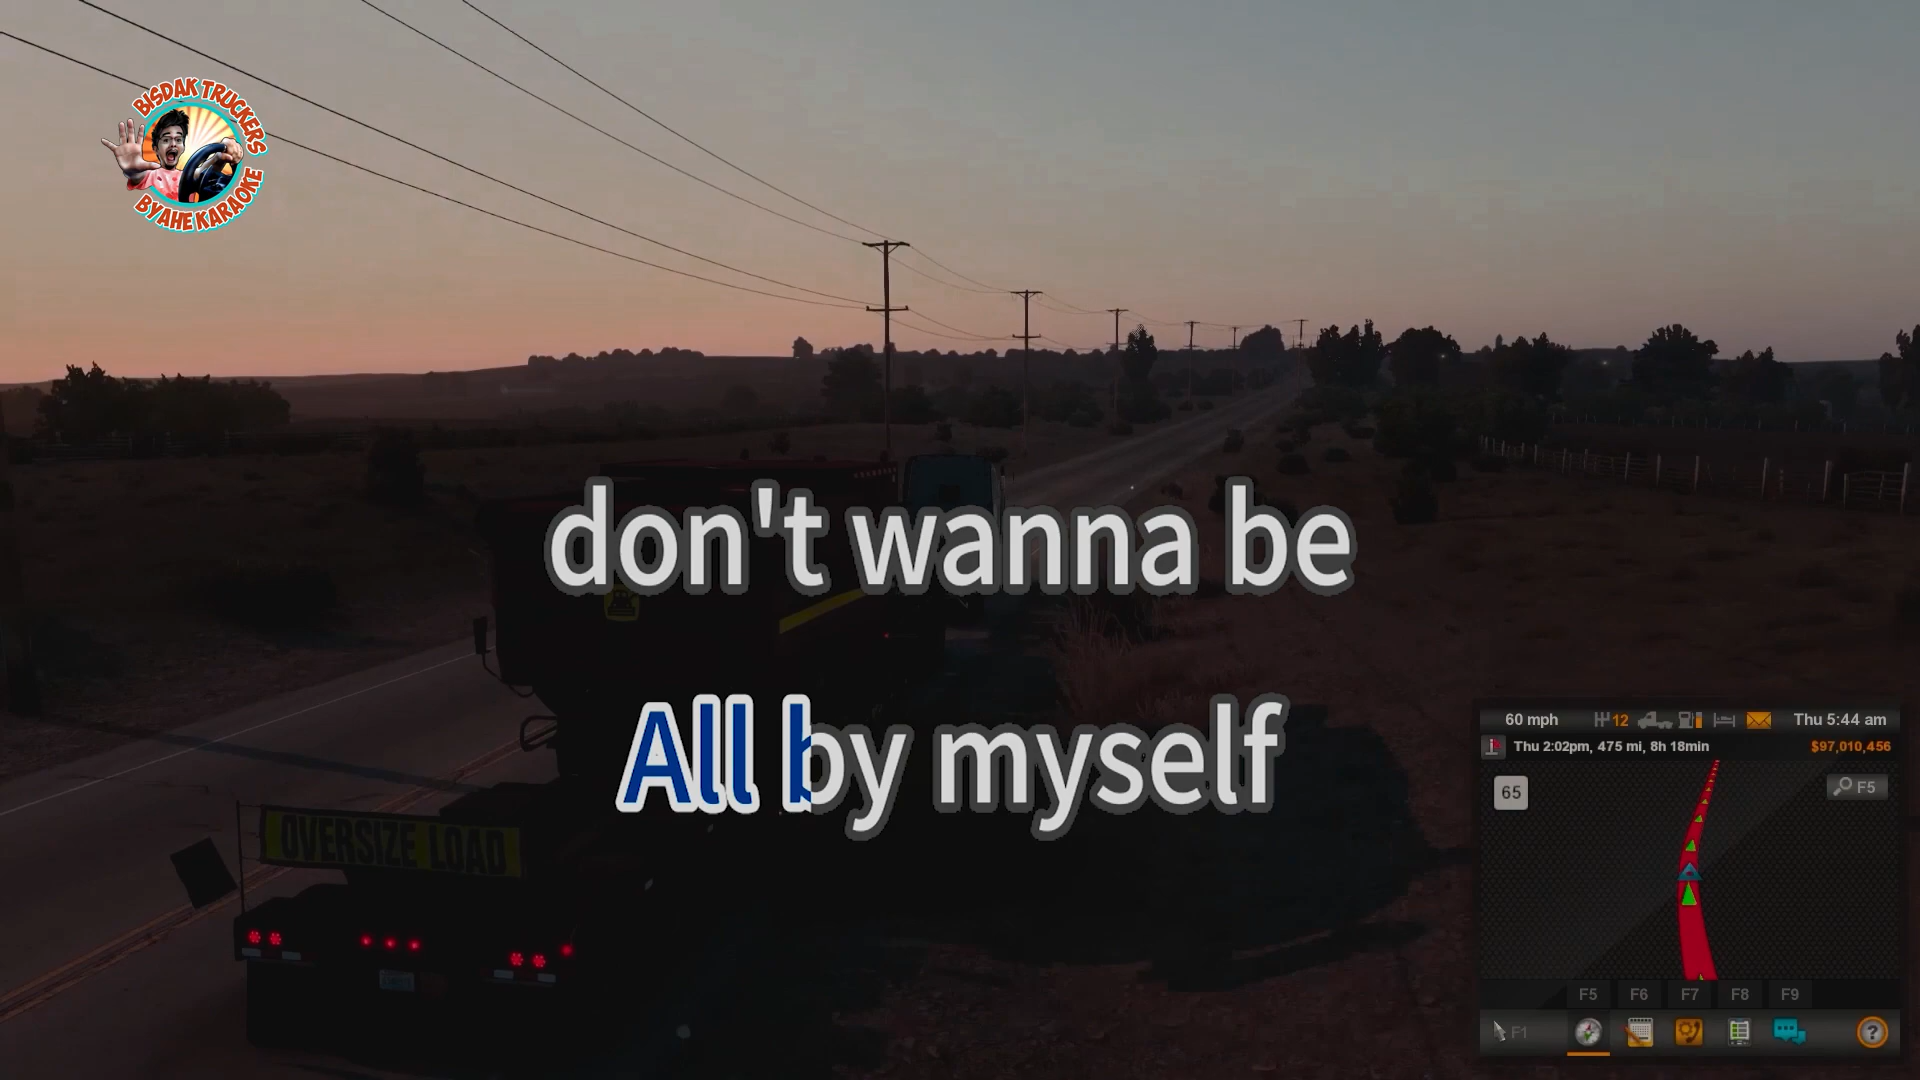 BISDAK TRUCKERS
BYAHE KARAOKE
don't wanna be
All by myself
OVERSIZE LOAD
60 mph 12 Thu 5:44 am
Thu 2:02pm, 475 mi, 8h 18min $97,010,456
65 F5
F5 F6 F7 F8 F9
F1 ?